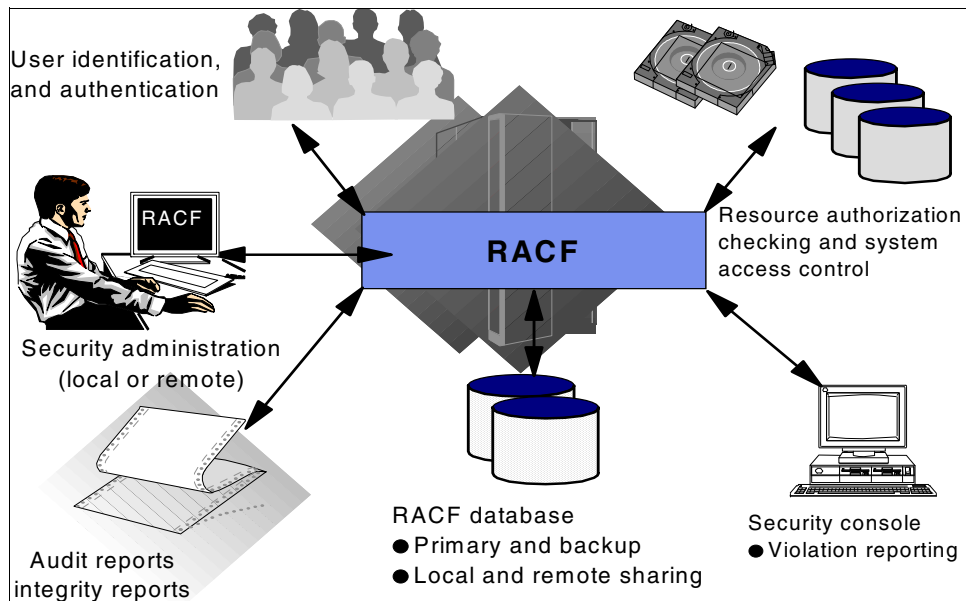 User identification,
and authentication
RACF
RACF
Resource authorization
checking and system
access control
Security administration
(local or remote)
Audit reports
integrity reports
RACF database
● Primary and backup
● Local and remote sharing
Security console
● Violation reporting